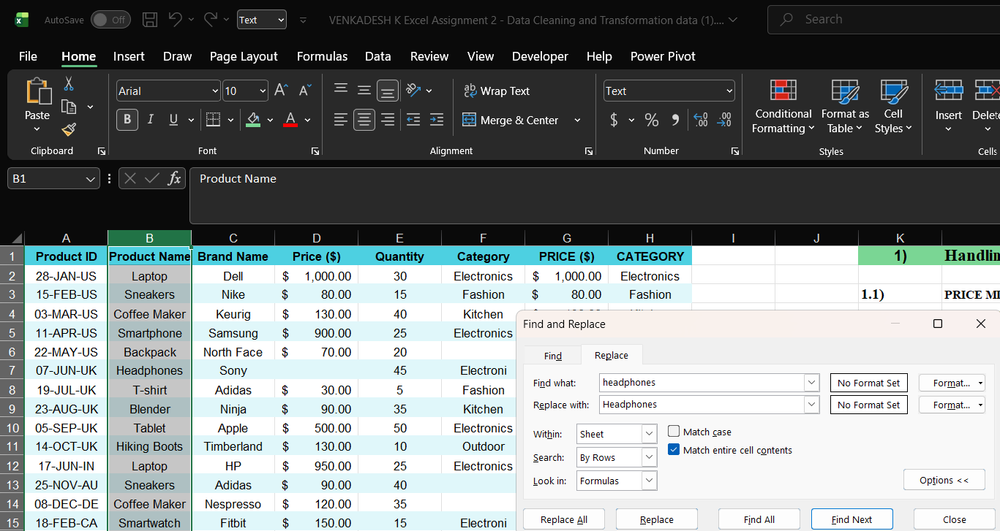 AutoSave Off Text VENKADESH K Excel Assignment 2 - Data Cleaning and Transformation data (1).... Search
File Home Insert Draw Page Layout Formulas Data Review View Developer Help Power Pivot
Paste Arial 10 Wrap Text Text Conditional Formatting Format as Table Cell Styles Insert Delete
B I U A Merge & Center $ % 9 .00 .00
Clipboard Font Alignment Number Styles Cells
B1 fx Product Name
A B C D E F G H I J K
1 Product ID Product Name Brand Name Price ($) Quantity Category PRICE ($) CATEGORY 1) Handlin
2 28-JAN-US Laptop Dell $ 1,000.00 30 Electronics $ 1,000.00 Electronics
3 15-FEB-US Sneakers Nike $ 80.00 15 Fashion $ 80.00 Fashion 1.1) PRICE MI
4 03-MAR-US Coffee Maker Keurig $ 130.00 40 Kitchen
5 11-APR-US Smartphone Samsung $ 900.00 25 Electronics
6 22-MAY-US Backpack North Face $ 70.00 20
7 07-JUN-UK Headphones Sony 45 Electroni
8 19-JUL-UK T-shirt Adidas $ 30.00 5 Fashion
9 23-AUG-UK Blender Ninja $ 90.00 35 Kitchen
10 05-SEP-UK Tablet Apple $ 500.00 50 Electronics
11 14-OCT-UK Hiking Boots Timberland $ 130.00 10 Outdoor
12 17-JUN-IN Laptop HP $ 950.00 25 Electronics
13 25-NOV-AU Sneakers Adidas $ 90.00 40
14 08-DEC-DE Coffee Maker Nespresso $ 120.00 35
15 18-FEB-CA Smartwatch Fitbit $ 150.00 15 Electroni
Find and Replace
Find Replace
Find what: headphones No Format Set Format...
Replace with: Headphones No Format Set Format...
Within: Sheet Match case
Search: By Rows Match entire cell contents
Look in: Formulas Options <<
Replace All Replace Find All Find Next Close